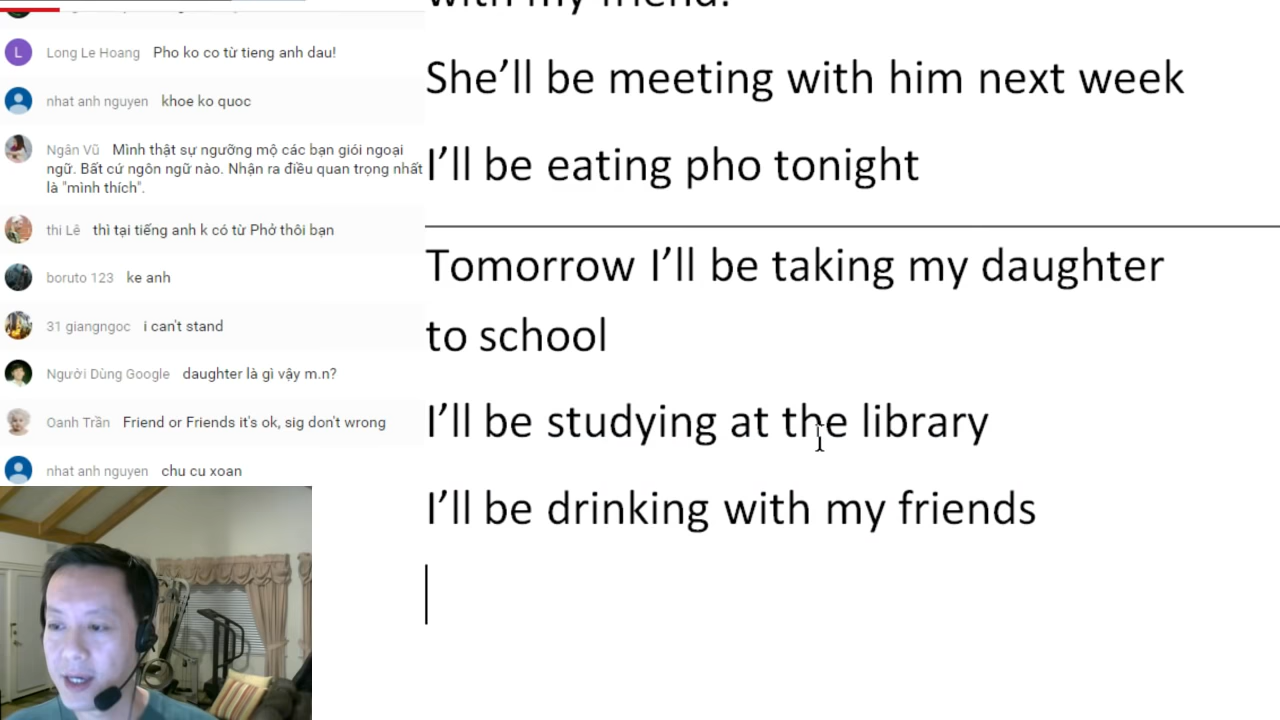 Long Le Hoang Pho ko co từ tieng anh dau!
nhat anh nguyen khoe ko quoc
Ngân Vũ Mình thật sự ngưỡng mộ các bạn giỏi ngoại
ngữ. Bất cứ ngôn ngữ nào. Nhận ra điều quan trọng nhất
là "mình thích".
thi Lê thì tại tiếng anh k có từ Phở thôi bạn
boruto 123 ke anh
31 giangngoc i can't stand
Người Dùng Google daughter là gì vậy m.n?
Oanh Trần Friend or Friends it's ok, sig don't wrong
nhat anh nguyen chu cu xoan
with my friend.
She’ll be meeting with him next week
I’ll be eating pho tonight
Tomorrow I’ll be taking my daughter
to school
I’ll be studying at the library
I’ll be drinking with my friends